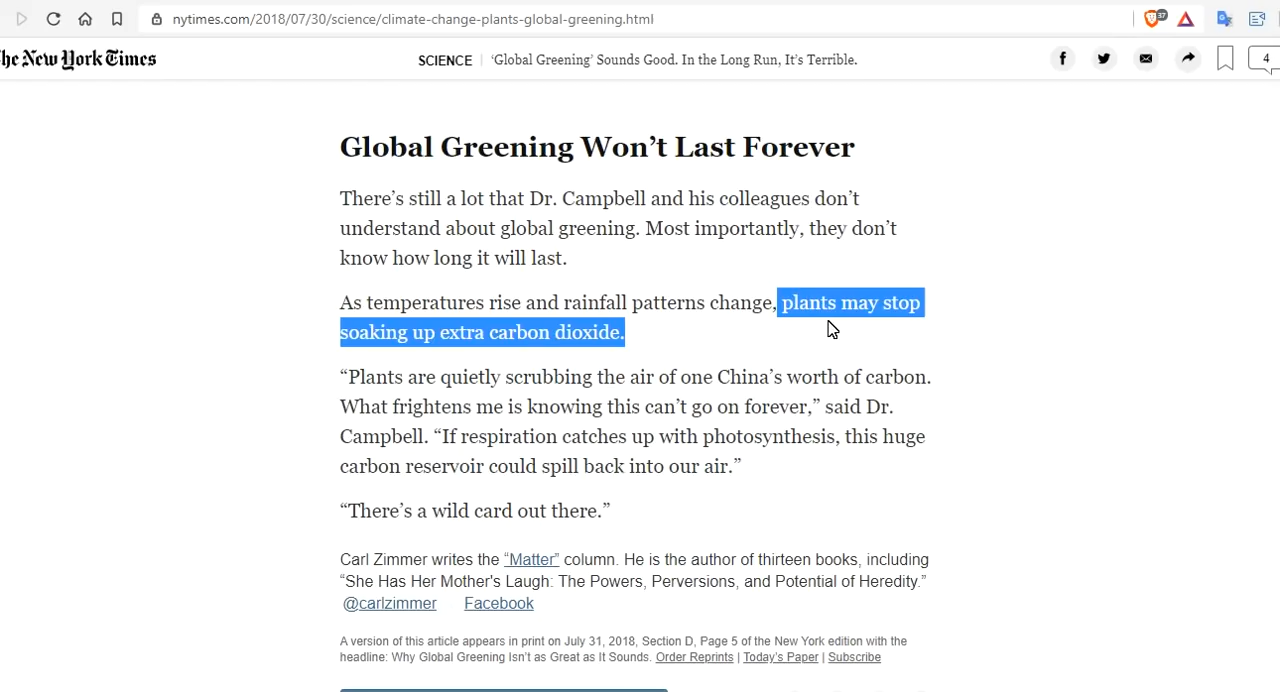 nytimes.com/2018/07/30/science/climate-change-plants-global-greening.html
37
he New York Times
SCIENCE | ‘Global Greening’ Sounds Good. In the Long Run, It’s Terrible.
4
Global Greening Won’t Last Forever
There’s still a lot that Dr. Campbell and his colleagues don’t
understand about global greening. Most importantly, they don’t
know how long it will last.
As temperatures rise and rainfall patterns change, plants may stop
soaking up extra carbon dioxide.
“Plants are quietly scrubbing the air of one China’s worth of carbon.
What frightens me is knowing this can’t go on forever,” said Dr.
Campbell. “If respiration catches up with photosynthesis, this huge
carbon reservoir could spill back into our air.”
“There’s a wild card out there.”
Carl Zimmer writes the “Matter” column. He is the author of thirteen books, including
“She Has Her Mother's Laugh: The Powers, Perversions, and Potential of Heredity.”
@carlzimmer Facebook
A version of this article appears in print on July 31, 2018, Section D, Page 5 of the New York edition with the
headline: Why Global Greening Isn’t as Great as It Sounds. Order Reprints | Today’s Paper | Subscribe